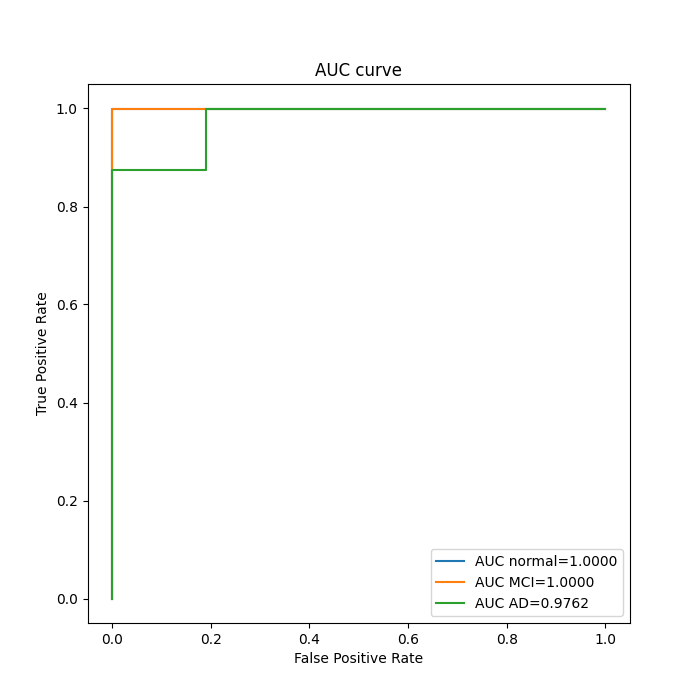 AUC curve
1.0
0.8
0.6
0.4
0.2
0.0
True Positive Rate
0.0 0.2 0.4 0.6 0.8 1.0
False Positive Rate
AUC normal=1.0000
AUC MCI=1.0000
AUC AD=0.9762